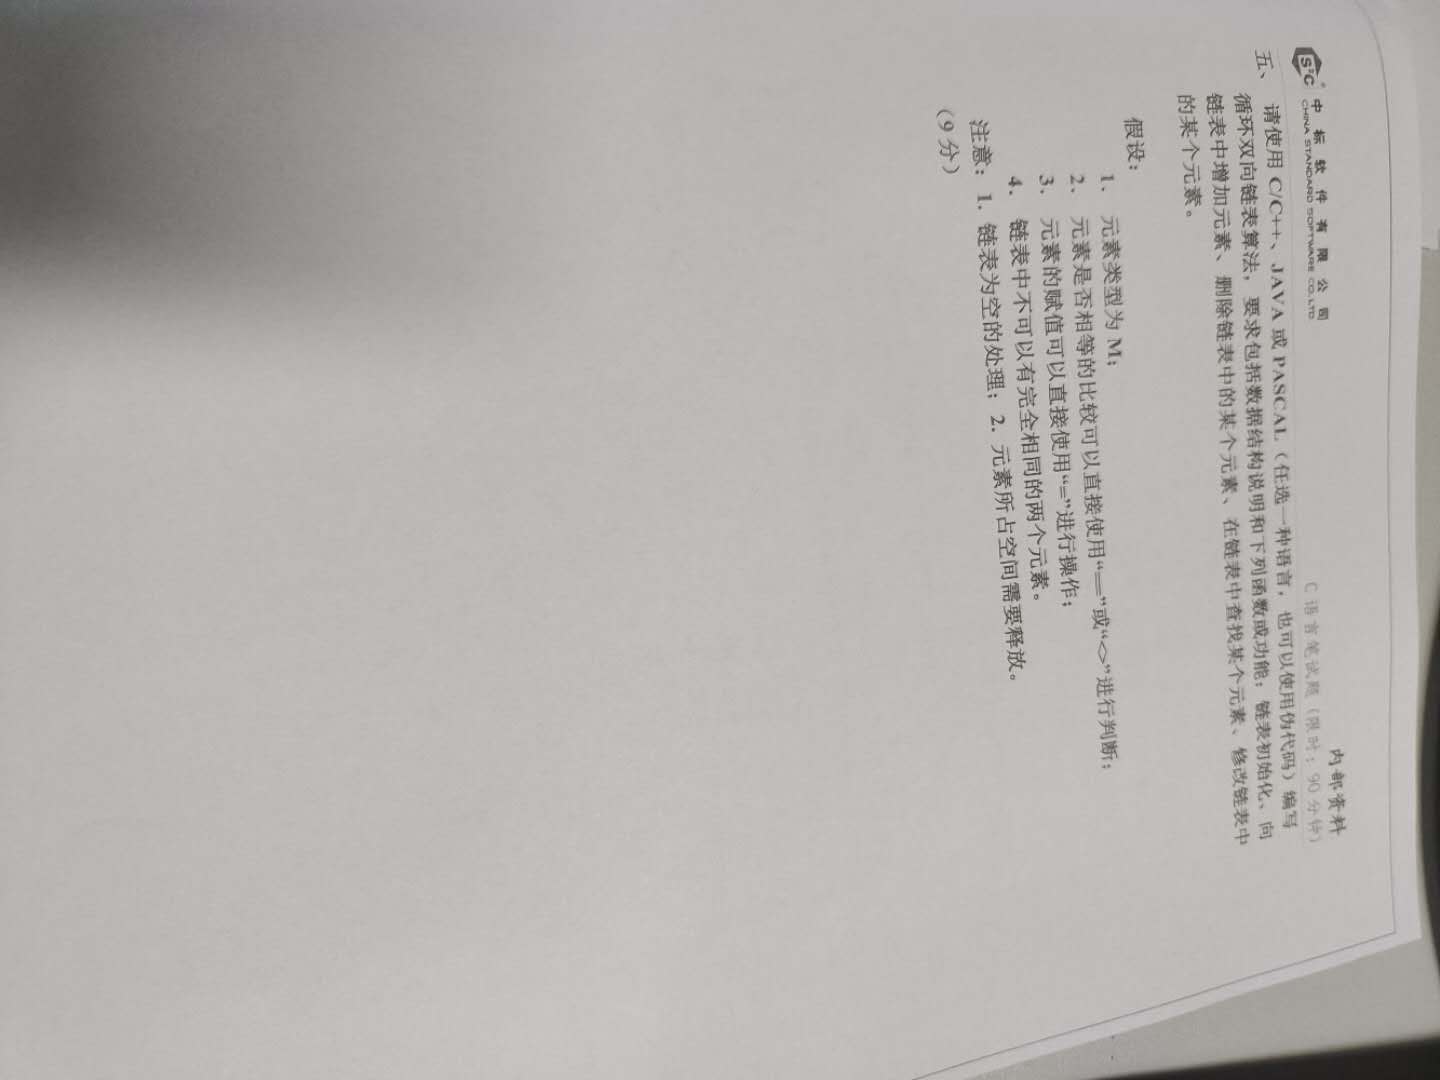 S²C ® 中标软件有限公司 内部资料
CHINA STANDARD SOFTWARE CO.,LTD C语言笔试题（限时：90分钟）
五、 请使用 C/C++、JAVA 或 PASCAL（任选一种语言，也可以使用伪代码）编写
循环双向链表算法，要求包括数据结构说明和下列函数或功能：链表初始化、向
链表中增加元素、删除链表中的某个元素、在链表中查找某个元素、修改链表中
的某个元素。
假设：
1、 元素类型为 M；
2、 元素是否相等的比较可以直接使用“==”或“<>”进行判断；
3、 元素的赋值可以直接使用“=”进行操作；
4、 链表中不可以有完全相同的两个元素。
注意：1. 链表为空的处理；2. 元素所占空间需要释放。
（9 分）